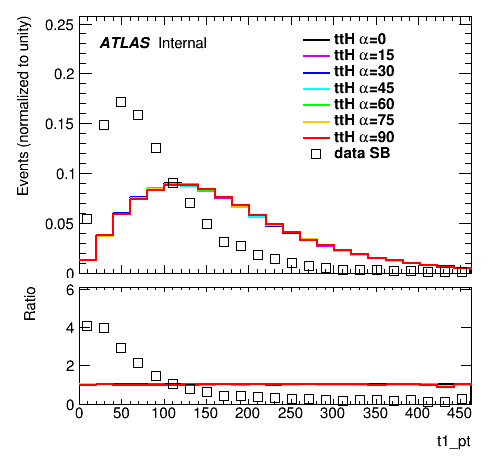 Events (normalized to unity)
0.25
0.2
0.15
0.1
0.05
0
ATLAS Internal
ttH α=0
ttH α=15
ttH α=30
ttH α=45
ttH α=60
ttH α=75
ttH α=90
data SB
Ratio
6
4
2
0
0 50 100 150 200 250 300 350 400 450
t1_pt